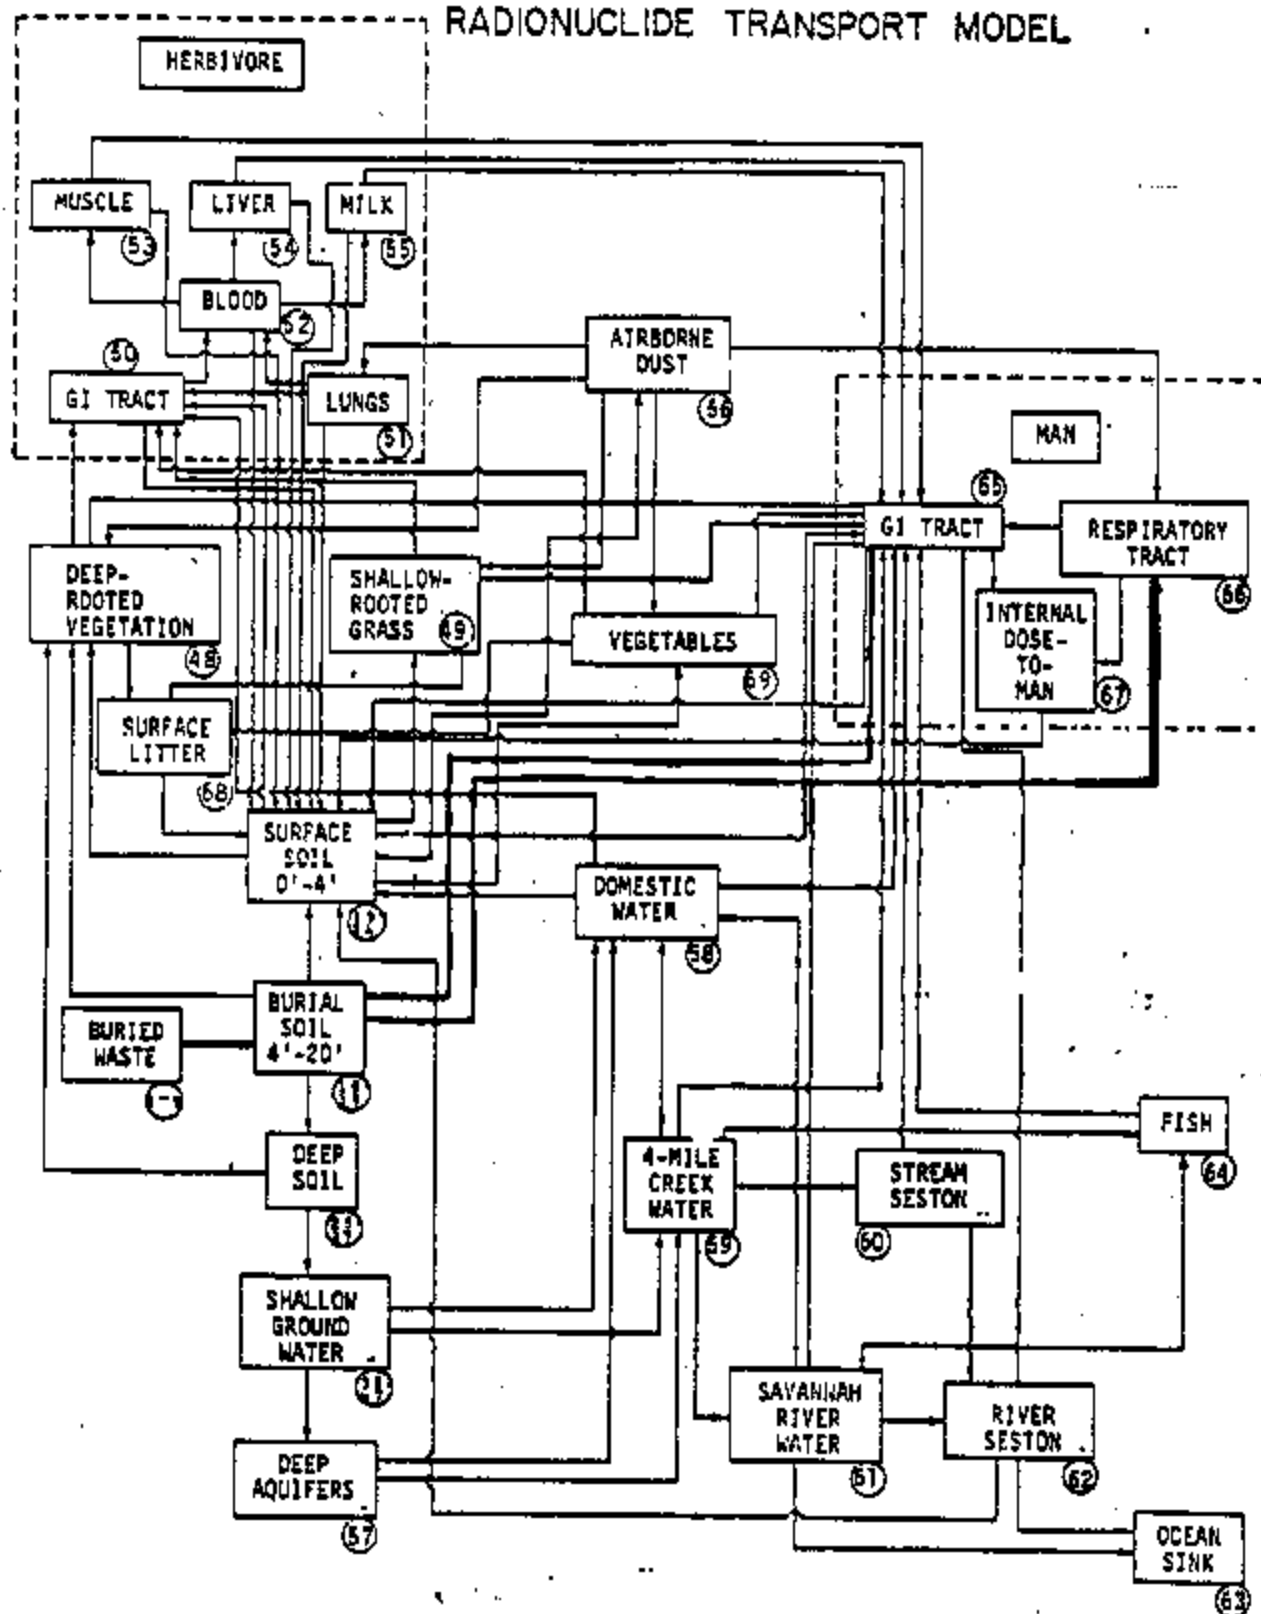 RADIONUCLIDE TRANSPORT MODEL
HERBIVORE
MUSCLE
53
LIVER
54
MILK
55
BLOOD
52
50
GI TRACT
LUNGS
51
AIRBORNE
DUST
56
MAN
65
GI TRACT
RESPIRATORY
TRACT
66
DEEP-
ROOTED
VEGETATION
48
SHALLOW-
ROOTED
GRASS
49
VEGETABLES
69
INTERNAL
DOSE-
TO-
MAN
67
SURFACE
LITTER
68
SURFACE
SOIL
0'-4'
12
DOMESTIC
WATER
58
BURIAL
SOIL
4'-20'
11
BURIED
WASTE
DEEP
SOIL
4-MILE
CREEK
WATER
59
STREAM
SESTON
60
FISH
64
SHALLOW
GROUND
WATER
SAVANNAH
RIVER
WATER
61
RIVER
SESTON
62
DEEP
AQUIFERS
57
OCEAN
SINK
63